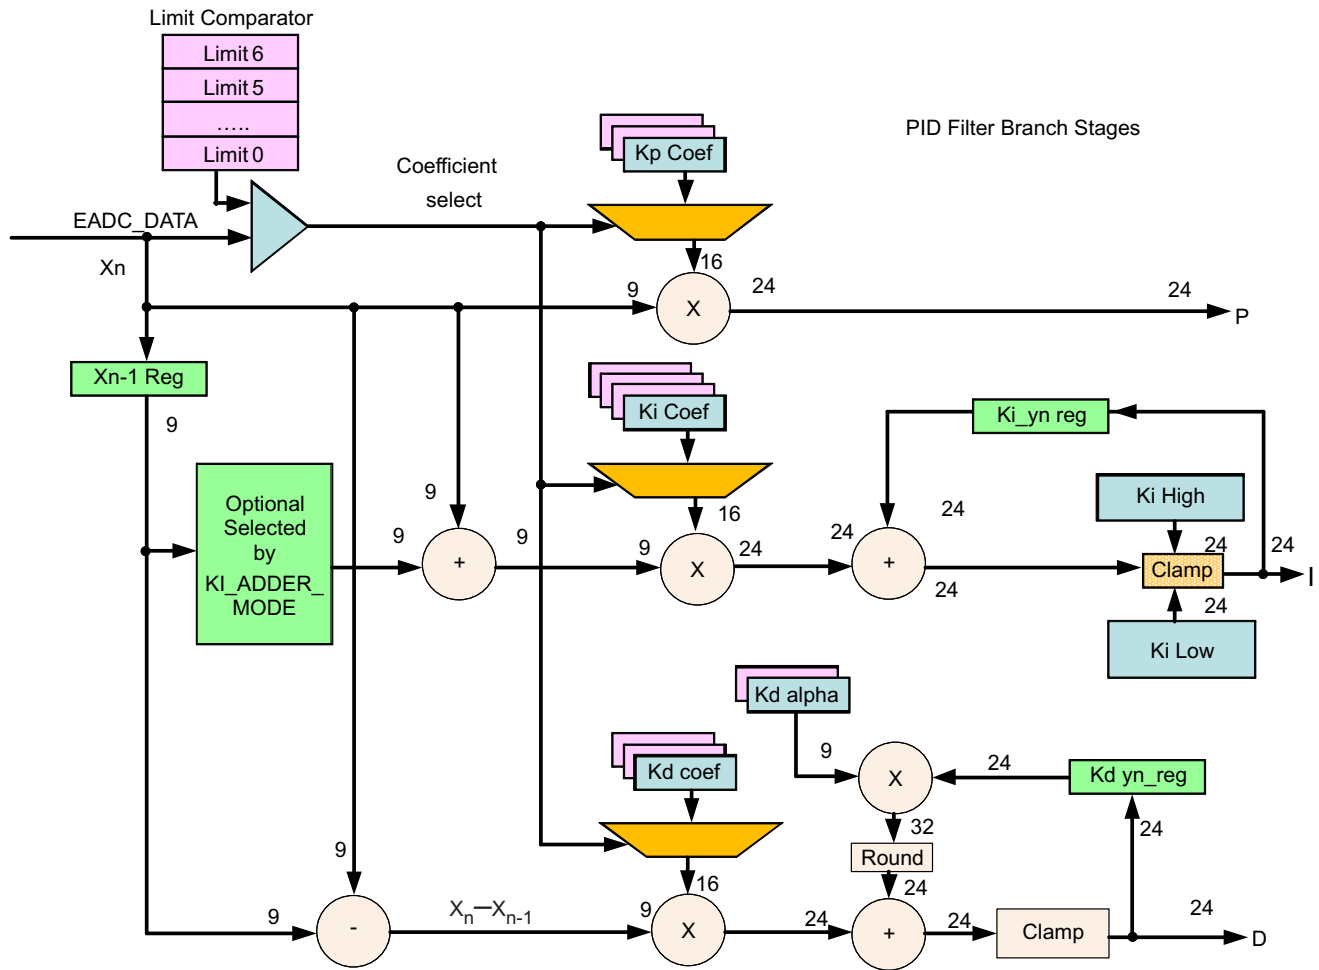 Limit Comparator
Limit 6
Limit 5
.....
Limit 0
PID Filter Branch Stages
Kp Coef
Coefficient
select
EADC_DATA
Xn
16
9
24
24
P
Xn-1 Reg
9
Ki Coef
Ki_yn reg
Optional
Selected
by
KI_ADDER_
MODE
9
9
+
9
16
9
X
24
24
24
+
24
Ki High
24
24
Clamp
I
24
Ki Low
Kd alpha
9
X
24
Kd yn_reg
Kd coef
32
24
Round
9
16
24
9
-
Xn—Xn-1
9
X
24
+
24
Clamp
24
D
X